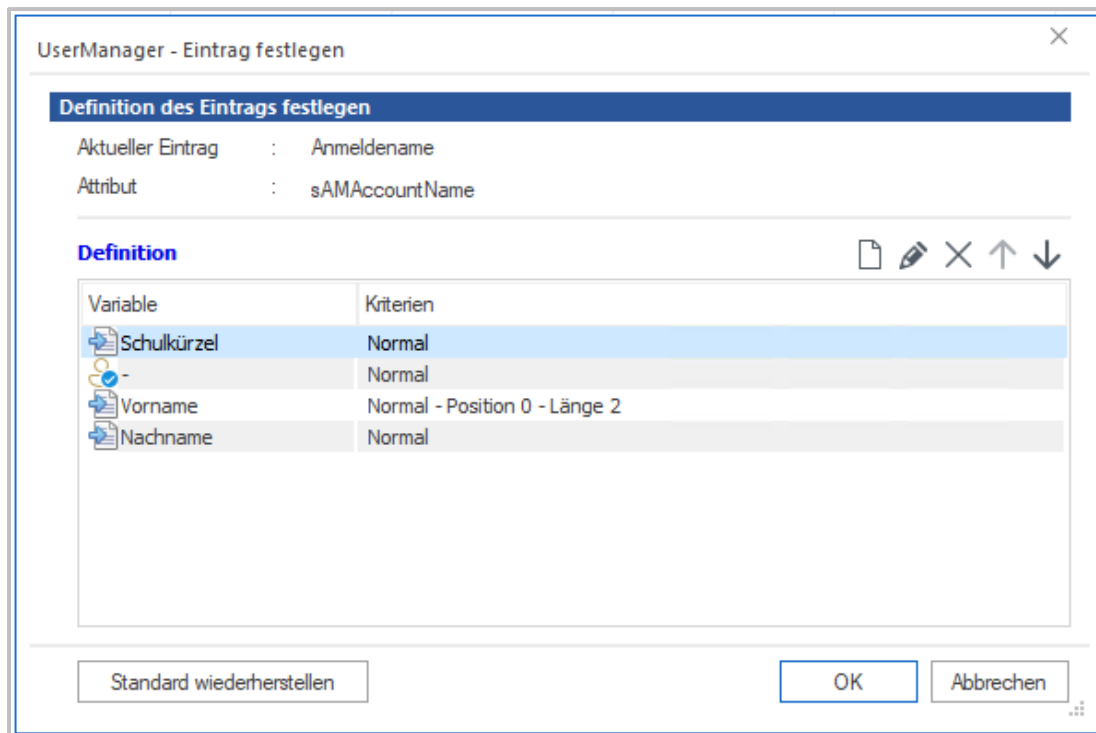 UserManager - Eintrag festlegen
Definition des Eintrags festlegen
Aktueller Eintrag : Anmeldename
Attribut : sAMAccountName
Definition
Variable Kriterien
Schulkürzel Normal
- Normal
Vorname Normal - Position 0 - Länge 2
Nachname Normal
Standard wiederherstellen OK Abbrechen